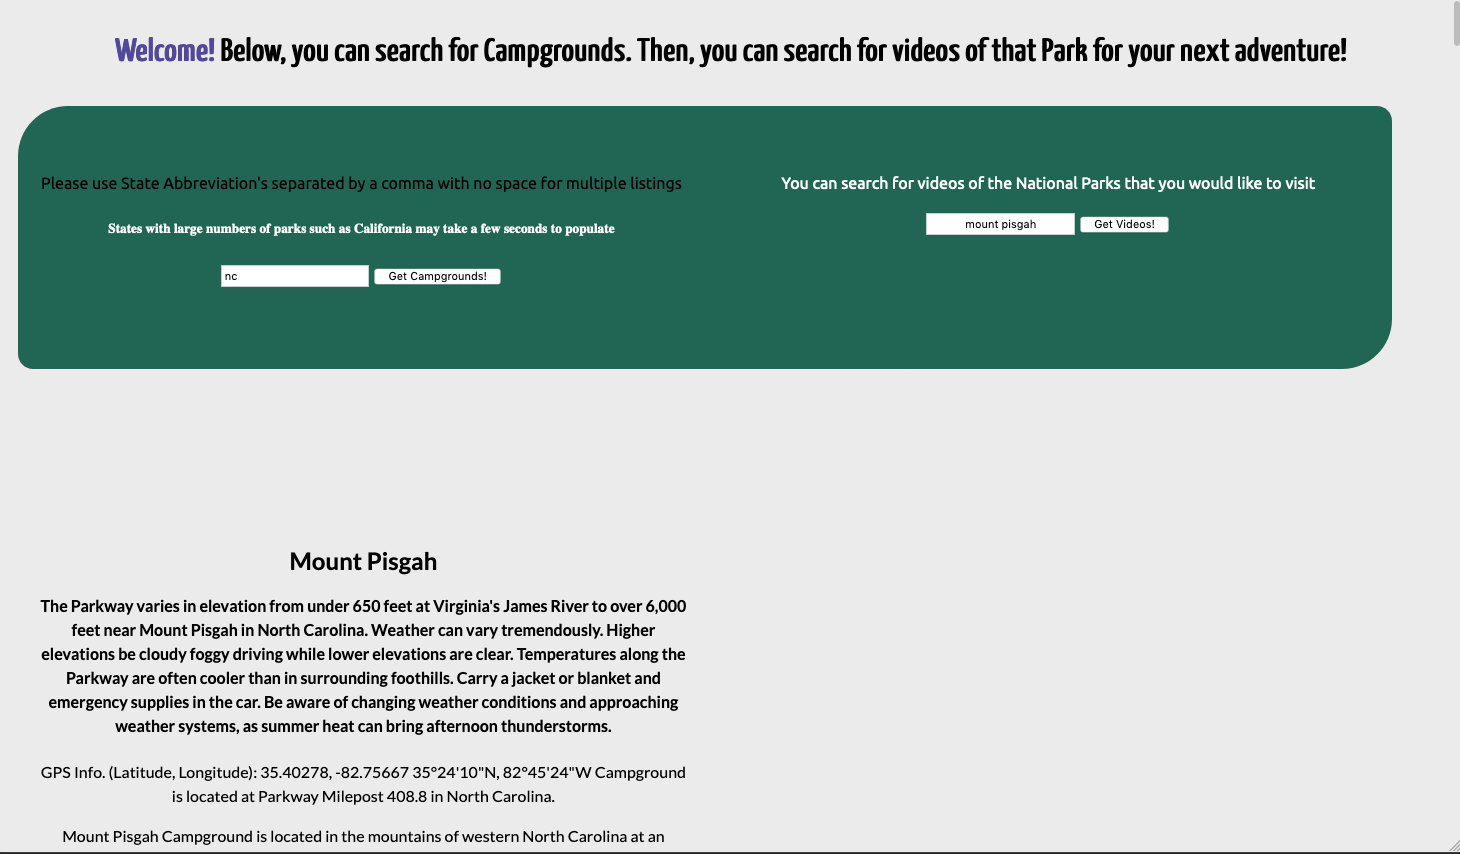 Welcome! Below, you can search for Campgrounds. Then, you can search for videos of that Park for your next adventure!
Please use State Abbreviation's separated by a comma with no space for multiple listings
States with large numbers of parks such as California may take a few seconds to populate
nc Get Campgrounds!
You can search for videos of the National Parks that you would like to visit
mount pisgah Get Videos!
Mount Pisgah
The Parkway varies in elevation from under 650 feet at Virginia's James River to over 6,000
feet near Mount Pisgah in North Carolina. Weather can vary tremendously. Higher
elevations be cloudy foggy driving while lower elevations are clear. Temperatures along the
Parkway are often cooler than in surrounding foothills. Carry a jacket or blanket and
emergency supplies in the car. Be aware of changing weather conditions and approaching
weather systems, as summer heat can bring afternoon thunderstorms.
GPS Info. (Latitude, Longitude): 35.40278, -82.75667 35°24'10"N, 82°45'24"W Campground
is located at Parkway Milepost 408.8 in North Carolina.
Mount Pisgah Campground is located in the mountains of western North Carolina at an